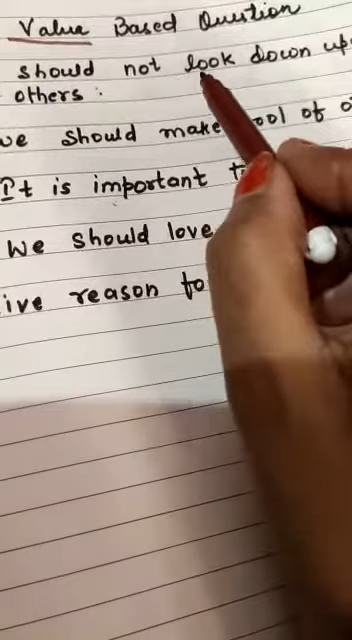 Value Based Question
should not look down up
others :
we should make ool of o
It is important t
We should love
ive reason to